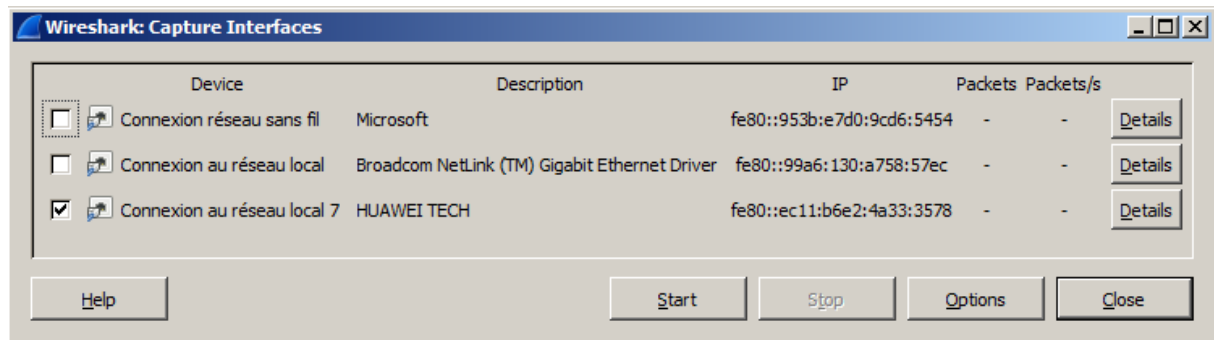 Wireshark: Capture Interfaces
Device Description IP Packets Packets/s
Connexion réseau sans fil Microsoft fe80::953b:e7d0:9cd6:5454 - - Details
Connexion au réseau local Broadcom NetLink (TM) Gigabit Ethernet Driver fe80::99a6:130:a758:57ec - - Details
Connexion au réseau local 7 HUAWEI TECH fe80::ec11:b6e2:4a33:3578 - - Details
Help Start Stop Options Close